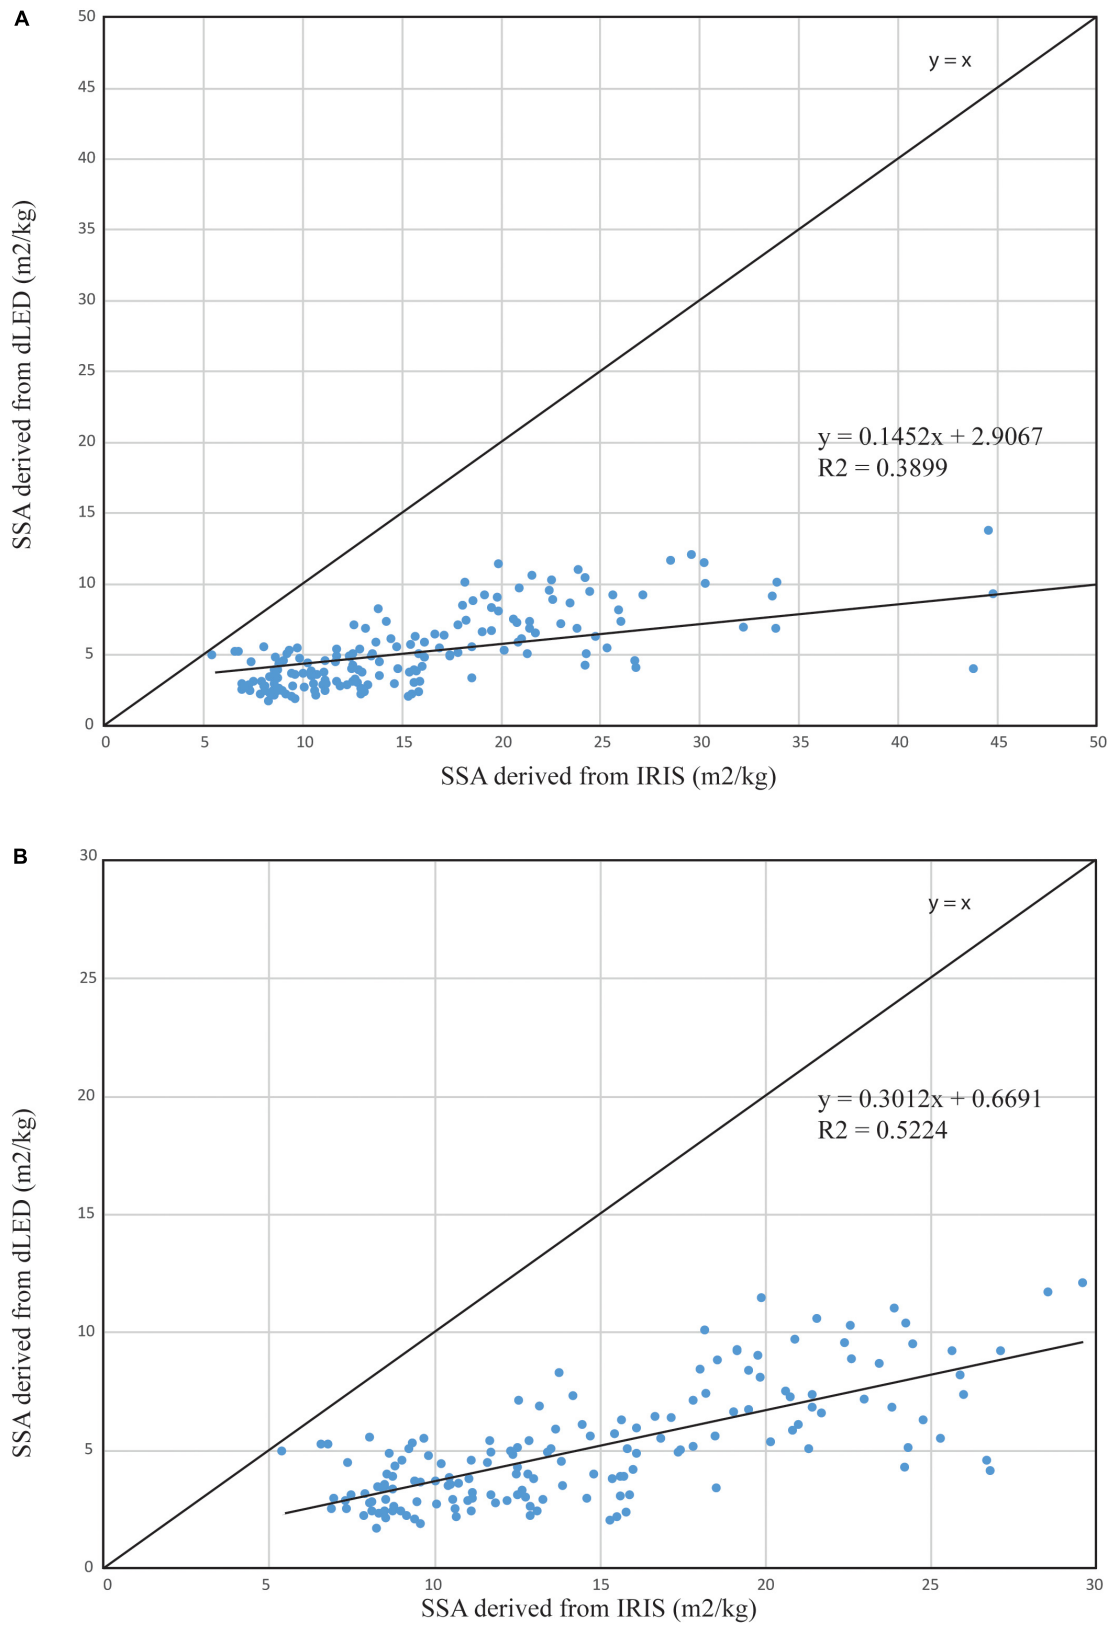 A
50
45
40
35
30
25
20
15
10
5
0
SSA derived from dLED (m2/kg)
y = x
y = 0.1452x + 2.9067
R2 = 0.3899
0 5 10 15 20 25 30 35 40 45 50
SSA derived from IRIS (m2/kg)
B
30
25
20
15
10
5
0
SSA derived from dLED (m2/kg)
y = x
y = 0.3012x + 0.6691
R2 = 0.5224
0 5 10 15 20 25 30
SSA derived from IRIS (m2/kg)